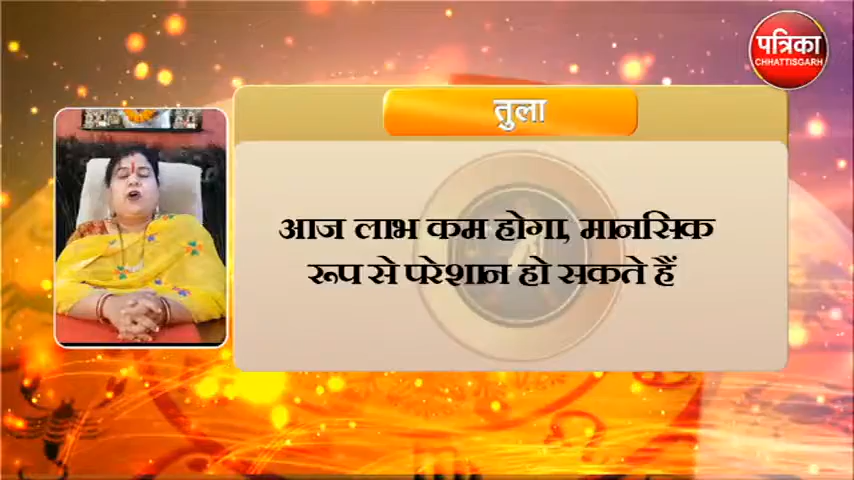 पत्रिका
CHHATTISGARH
तुला
आज लाभ कम होगा, मानसिक
रूप से परेशान हो सकते हैं